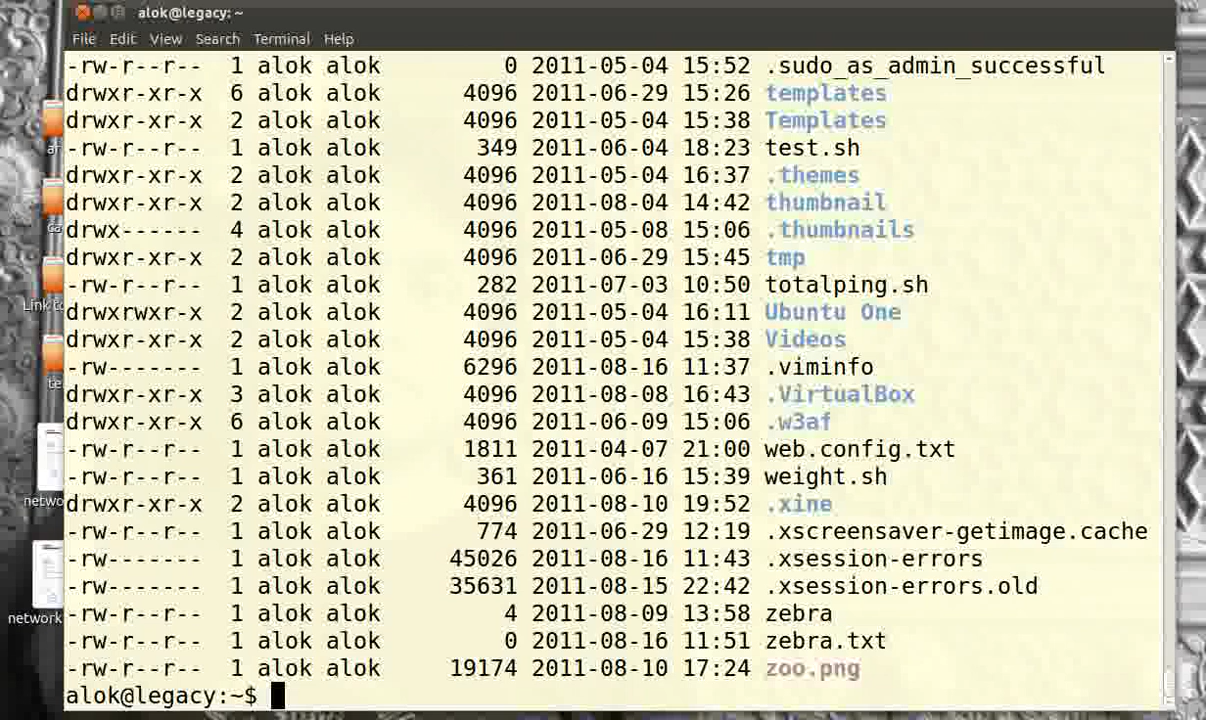 alok@legacy: ~
File Edit View Search Terminal Help
-rw-r--r-- 1 alok alok 0 2011-05-04 15:52 .sudo_as_admin_successful
drwxr-xr-x 6 alok alok 4096 2011-06-29 15:26 templates
drwxr-xr-x 2 alok alok 4096 2011-05-04 15:38 Templates
-rw-r--r-- 1 alok alok 349 2011-06-04 18:23 test.sh
drwxr-xr-x 2 alok alok 4096 2011-05-04 16:37 .themes
drwxr-xr-x 2 alok alok 4096 2011-08-04 14:42 thumbnail
drwx------ 4 alok alok 4096 2011-05-08 15:06 .thumbnails
drwxr-xr-x 2 alok alok 4096 2011-06-29 15:45 tmp
-rw-r--r-- 1 alok alok 282 2011-07-03 10:50 totalping.sh
drwxrwxr-x 2 alok alok 4096 2011-05-04 16:11 Ubuntu One
drwxr-xr-x 2 alok alok 4096 2011-05-04 15:38 Videos
-rw------- 1 alok alok 6296 2011-08-16 11:37 .viminfo
drwxr-xr-x 3 alok alok 4096 2011-08-08 16:43 .VirtualBox
drwxr-xr-x 6 alok alok 4096 2011-06-09 15:06 .w3af
-rw-r--r-- 1 alok alok 1811 2011-04-07 21:00 web.config.txt
-rw-r--r-- 1 alok alok 361 2011-06-16 15:39 weight.sh
drwxr-xr-x 2 alok alok 4096 2011-08-10 19:52 .xine
-rw-r--r-- 1 alok alok 774 2011-06-29 12:19 .xscreensaver-getimage.cache
-rw------- 1 alok alok 45026 2011-08-16 11:43 .xsession-errors
-rw------- 1 alok alok 35631 2011-08-15 22:42 .xsession-errors.old
-rw-r--r-- 1 alok alok 4 2011-08-09 13:58 zebra
-rw-r--r-- 1 alok alok 0 2011-08-16 11:51 zebra.txt
-rw-r--r-- 1 alok alok 19174 2011-08-10 17:24 zoo.png
alok@legacy:~$
Link
netwo
network